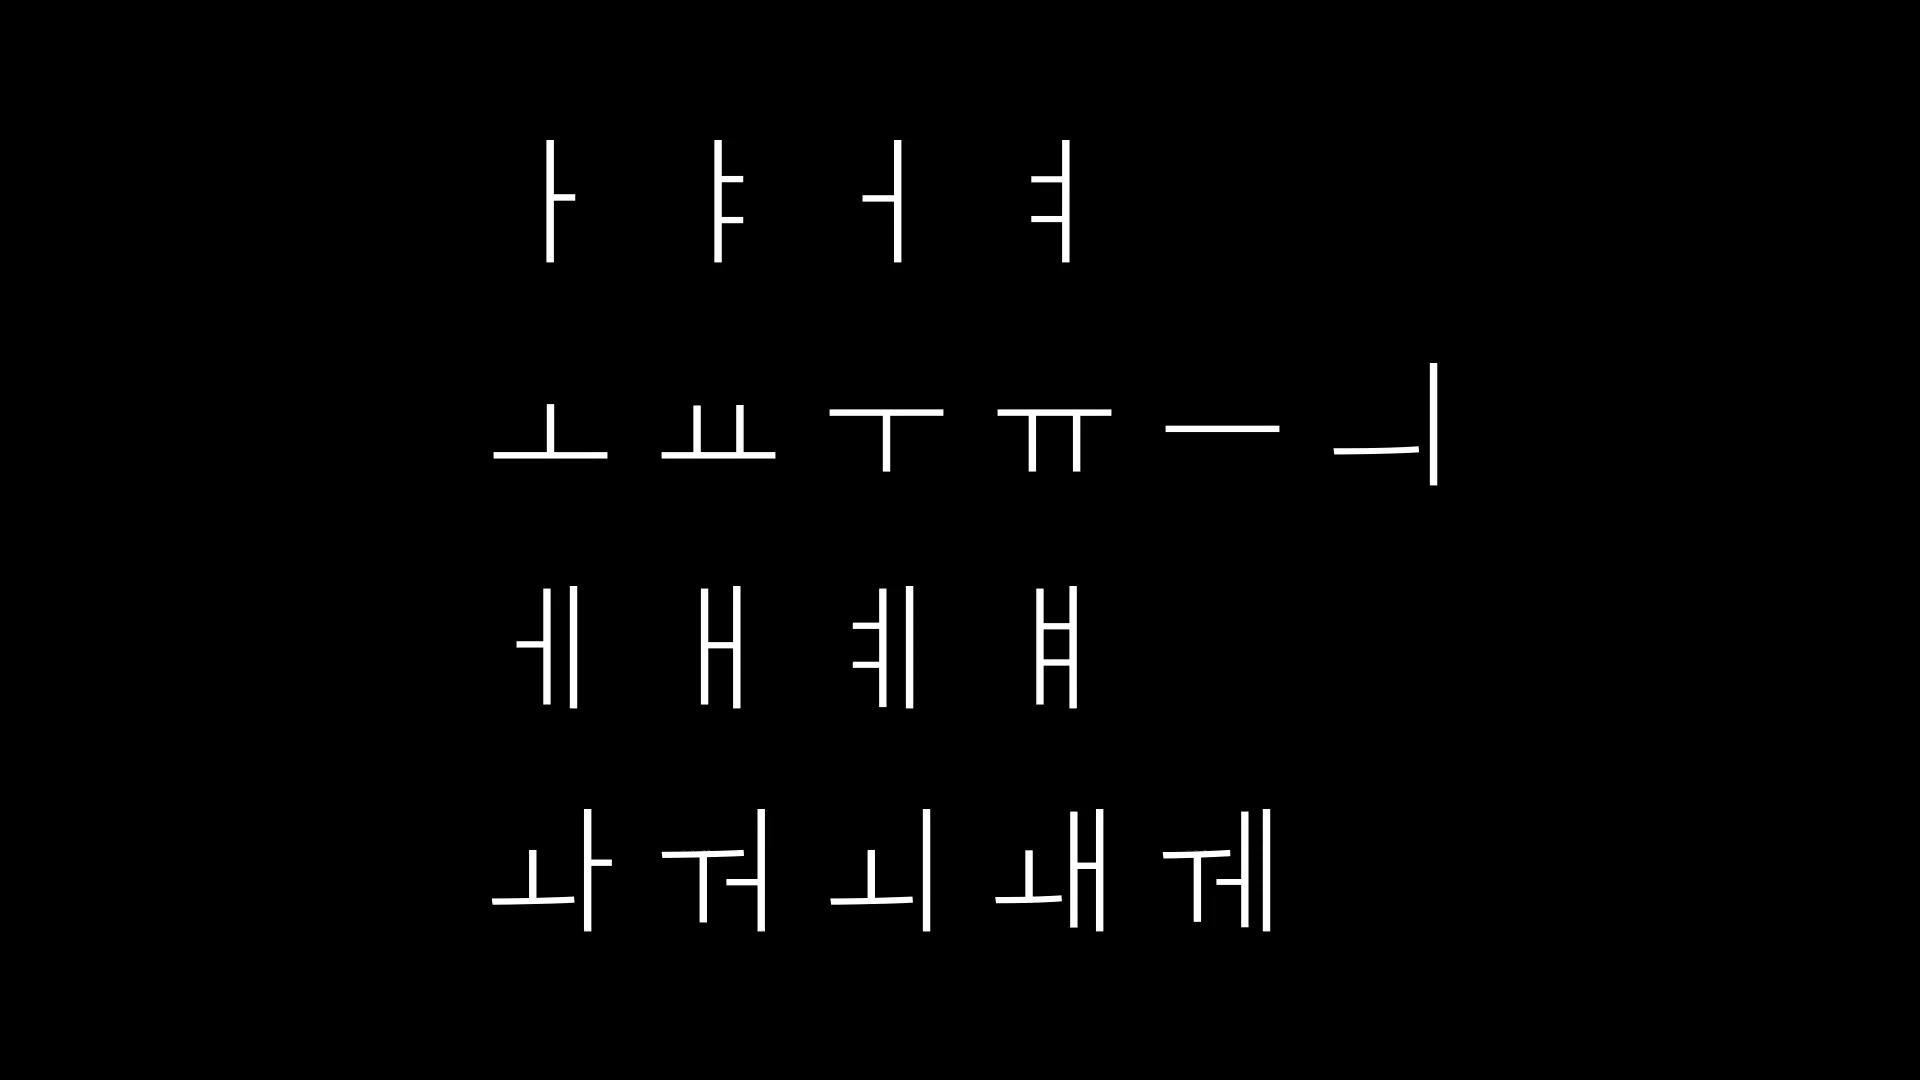 ㅏ ㅑ ㅓ ㅕ
ㅗ ㅛ ㅜ ㅠ ㅡ ㅢ
ㅔ ㅐ ㅖ ㅒ
ㅘ ㅝ ㅚ ㅙ ㅞ